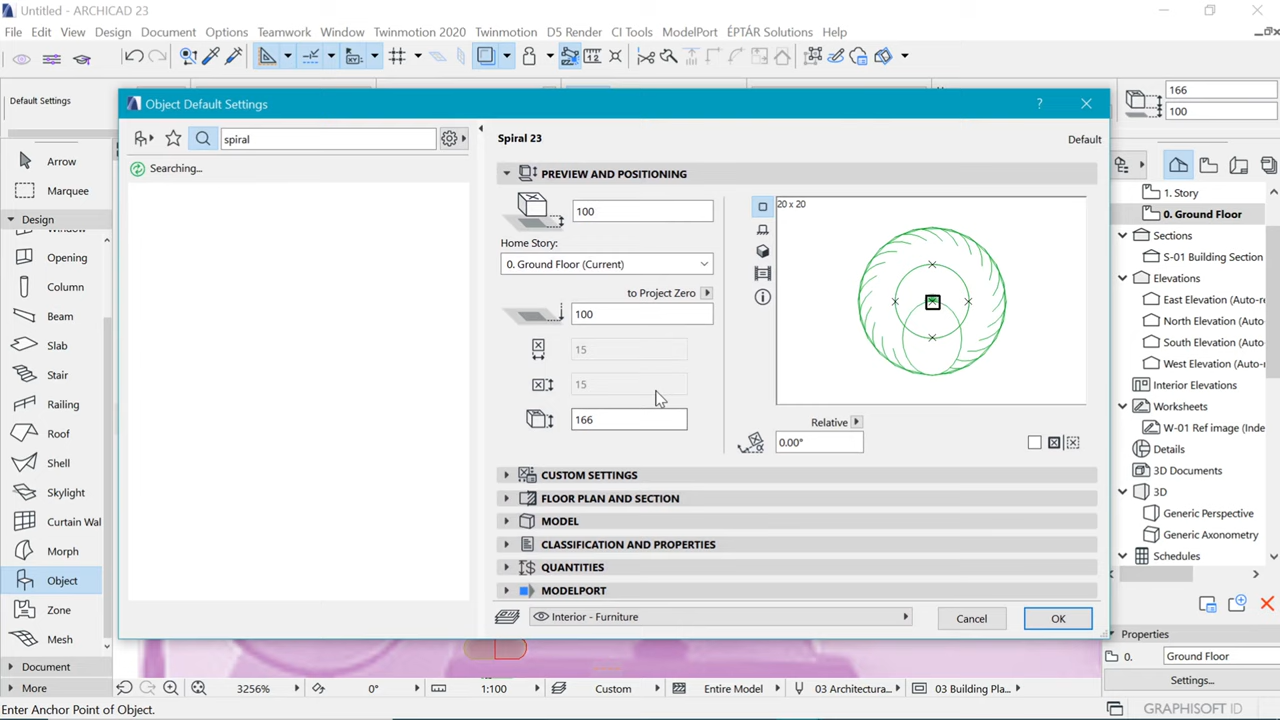 Untitled - ARCHICAD 23
File Edit View Design Document Options Teamwork Window Twinmotion 2020 Twinmotion D5 Render CI Tools ModelPort ÉPTÁR Solutions Help
Default Settings
166
100
Object Default Settings
?
spiral
Searching...
Spiral 23
Default
PREVIEW AND POSITIONING
100
Home Story:
0. Ground Floor (Current)
to Project Zero
100
15
15
166
20 x 20
Relative
0.00°
CUSTOM SETTINGS
FLOOR PLAN AND SECTION
MODEL
CLASSIFICATION AND PROPERTIES
QUANTITIES
MODELPORT
Interior - Furniture
Cancel
OK
Arrow
Marquee
Design
Window
Opening
Column
Beam
Slab
Stair
Railing
Roof
Shell
Skylight
Curtain Wal
Morph
Object
Zone
Mesh
Document
More
1. Story
0. Ground Floor
Sections
S-01 Building Section
Elevations
East Elevation (Auto-r
North Elevation (Auto
South Elevation (Auto
West Elevation (Auto-
Interior Elevations
Worksheets
W-01 Ref image (Inde
Details
3D Documents
3D
Generic Perspective
Generic Axonometry
Schedules
Properties
0.
Ground Floor
Settings...
3256%
0°
1:100
Custom
Entire Model
03 Architectura...
03 Building Pla...
Enter Anchor Point of Object.
GRAPHISOFT ID